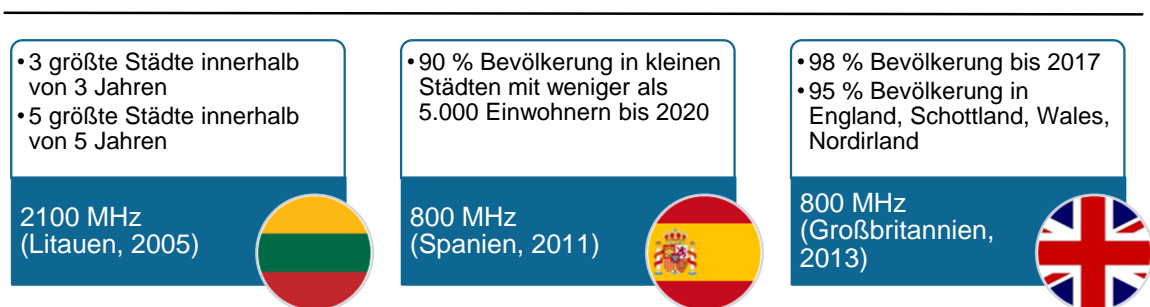 • 3 größte Städte innerhalb
von 3 Jahren
• 5 größte Städte innerhalb
von 5 Jahren
2100 MHz
(Litauen, 2005)
• 90 % Bevölkerung in kleinen
Städten mit weniger als
5.000 Einwohnern bis 2020
800 MHz
(Spanien, 2011)
• 98 % Bevölkerung bis 2017
• 95 % Bevölkerung in
England, Schottland, Wales,
Nordirland
800 MHz
(Großbritannien,
2013)